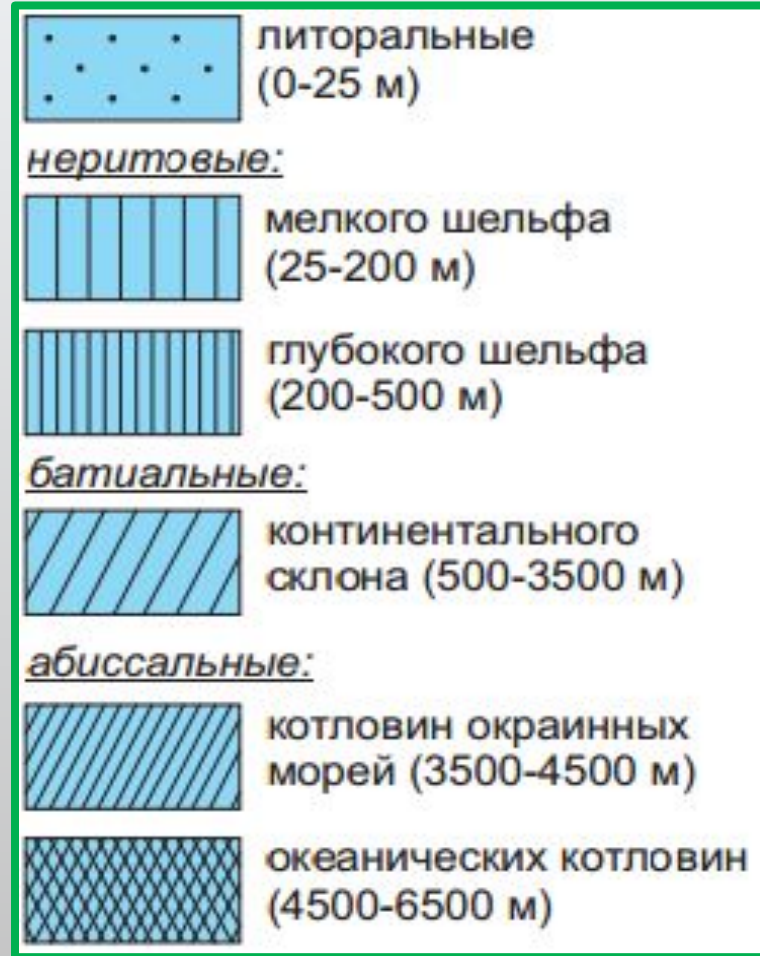 литоральные
(0-25 м)
неритовые:
мелкого шельфа
(25-200 м)
глубокого шельфа
(200-500 м)
батиальные:
континентального
склона (500-3500 м)
абиссальные:
котловин окраинных
морей (3500-4500 м)
океанических котловин
(4500-6500 м)